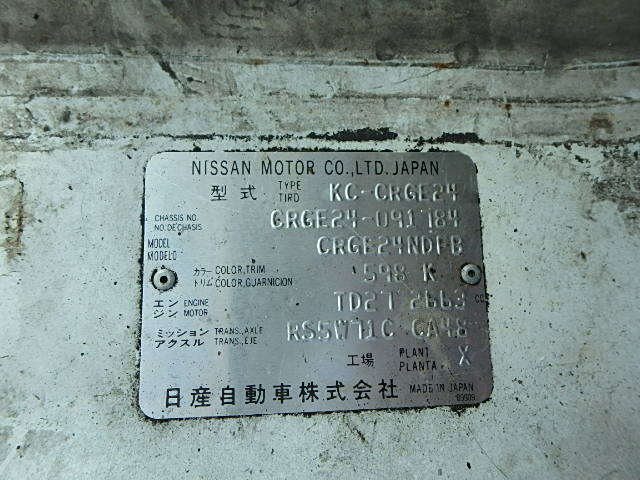 NISSAN MOTOR CO.,LTD. JAPAN
型式 TYPE TIRO KC-CRGE24
CHASSIS NO. NO. DE CHASIS CRGE24-091784
MODEL MODELO CRGE24NDFB
カラー COLOR, TRIM 598 K
トリム COLOR, GUARNICION
エンジン ENGINE MOTOR TD27 2663 CC
ミッション TRANS., AXLE RS5W71C CA48
アクスル TRANS., EJE
工場 PLANT PLANTA X
日産自動車株式会社 MADE IN JAPAN